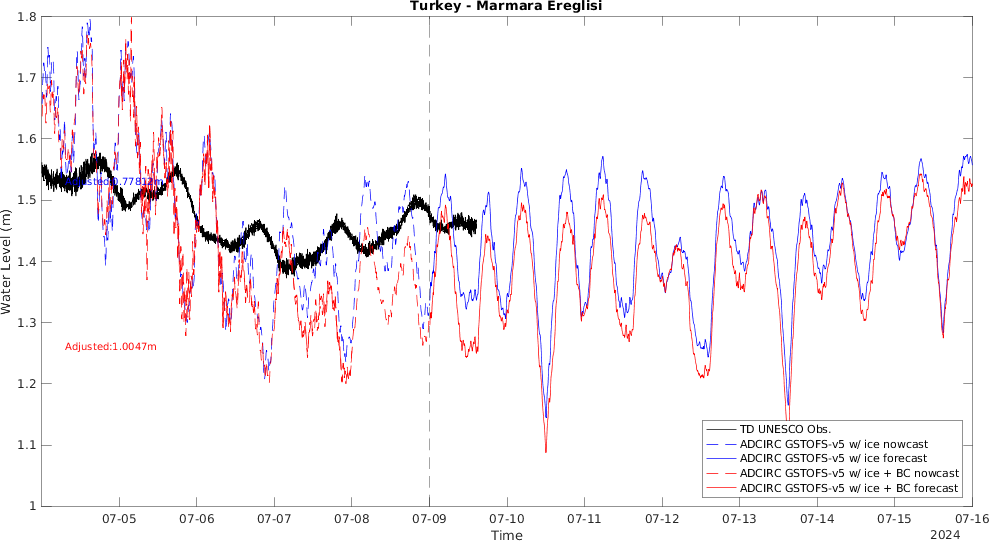 Turkey - Marmara Ereglisi
1.8
1.7
1.6
1.5
1.4
1.3
1.2
1.1
1
Water Level (m)
Adjusted:1.0047m
TD UNESCO Obs.
ADCIRC GSTOFS-v5 w/ ice nowcast
ADCIRC GSTOFS-v5 w/ ice forecast
ADCIRC GSTOFS-v5 w/ ice + BC nowcast
ADCIRC GSTOFS-v5 w/ ice + BC forecast
07-05 07-06 07-07 07-08 07-09 07-10 07-11 07-12 07-13 07-14 07-15 07-16
Time
2024